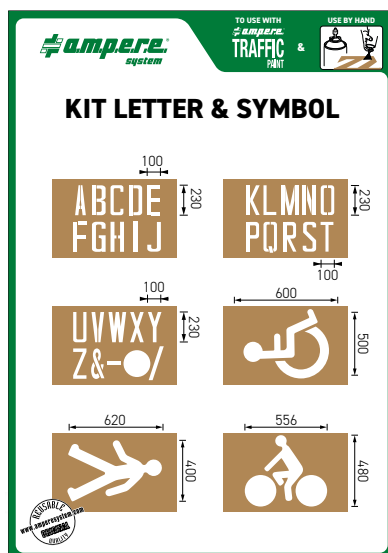 ampere
system
TO USE WITH
ampere
TRAFFIC
PAINT
&
USE BY HAND
KIT LETTER & SYMBOL
100
230
ABCDE
FGHIJ
230
KLMNO
PQRST
100
100
230
UVWXY
Z&-●/
600
500
620
400
556
480
REUSABLE
www.amperesystem.com
QUALITY